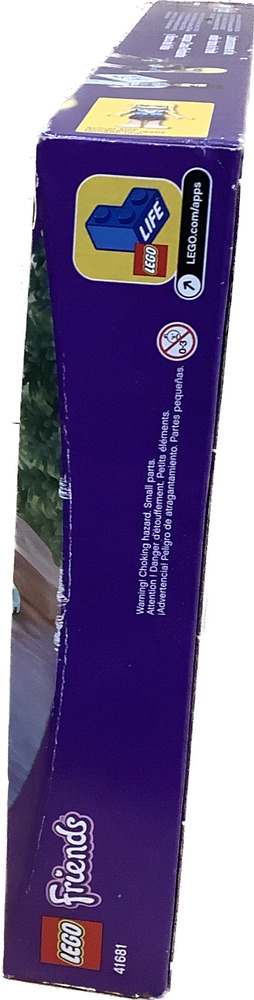 LIFE
LEGO
LEGO.com/apps
0-3
Warning! Choking hazard. Small parts.
Attention ! Danger d'étouffement. Petits éléments.
¡Advertencia! Peligro de atragantamiento. Partes pequeñas.
LEGO
Friends
41681